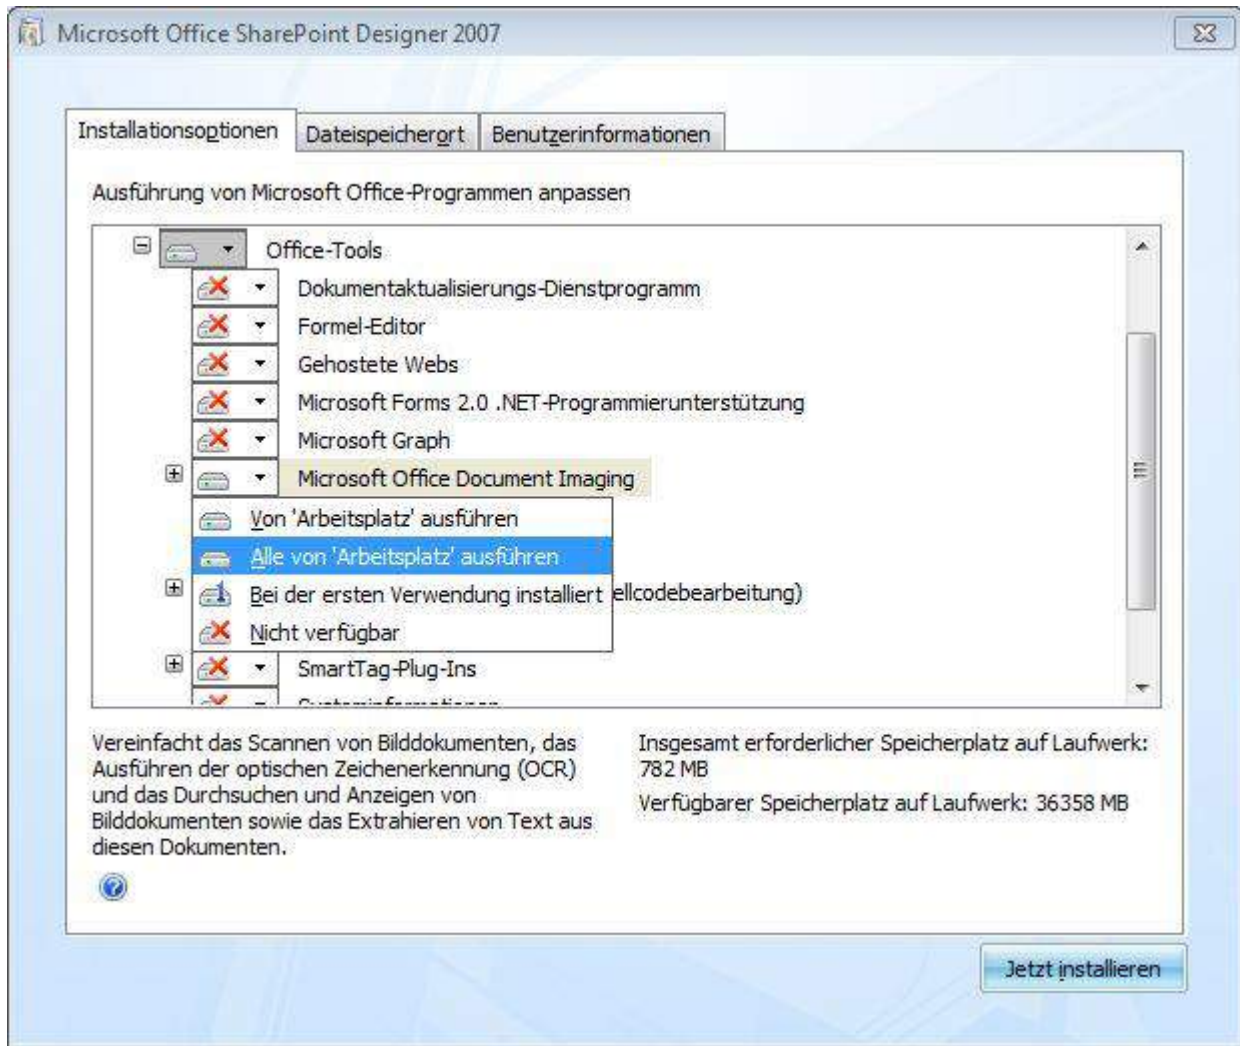 Microsoft Office SharePoint Designer 2007
Installationsoptionen
Dateispeicherort
Benutzerinformationen
Ausführung von Microsoft Office-Programmen anpassen
Office-Tools
Dokumentaktualisierungs-Dienstprogramm
Formel-Editor
Gehostete Webs
Microsoft Forms 2.0 .NET-Programmierunterstützung
Microsoft Graph
Microsoft Office Document Imaging
Von 'Arbeitsplatz' ausführen
Alle von 'Arbeitsplatz' ausführen
Bei der ersten Verwendung installiert ellcodebearbeitung)
Nicht verfügbar
SmartTag-Plug-Ins
Systeminformationen
Vereinfacht das Scannen von Bilddokumenten, das
Ausführen der optischen Zeichenerkennung (OCR)
und das Durchsuchen und Anzeigen von
Bilddokumenten sowie das Extrahieren von Text aus
diesen Dokumenten.
Insgesamt erforderlicher Speicherplatz auf Laufwerk:
782 MB
Verfügbarer Speicherplatz auf Laufwerk: 36358 MB
Jetzt installieren